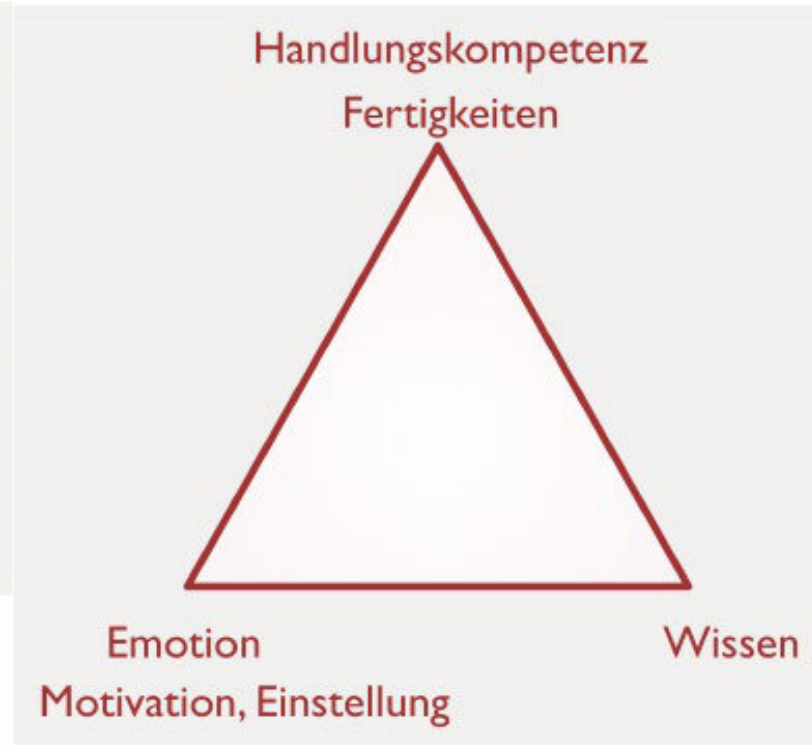 Handlungskompetenz
Fertigkeiten
Emotion
Wissen
Motivation, Einstellung